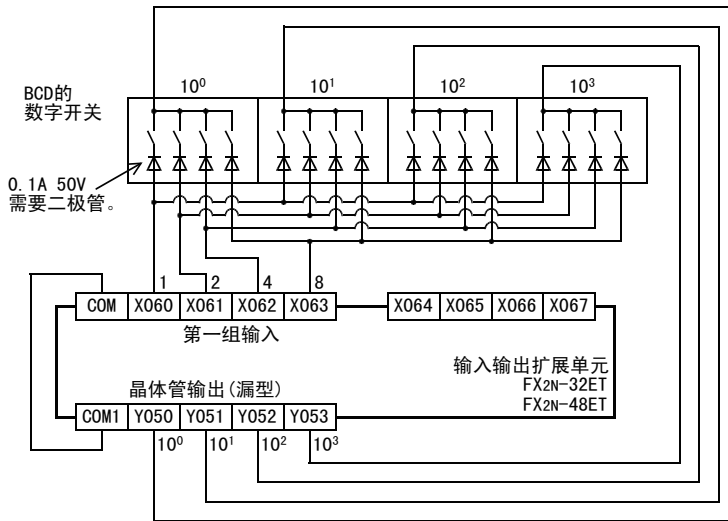 10⁰ 10¹ 10² 10³
BCD的
数字开关
0.1A 50V
需要二极管。
1 2 4 8
COM X060 X061 X062 X063 X064 X065 X066 X067
第一组输入
输入输出扩展单元
FX2N-32ET
FX2N-48ET
晶体管输出(漏型)
COM1 Y050 Y051 Y052 Y053
10⁰ 10¹ 10² 10³